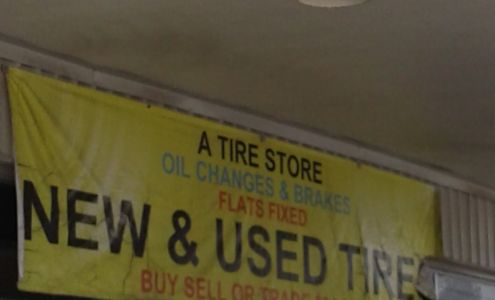 A TIRE STORE
OIL CHANGES & BRAKES
FLATS FIXED
NEW & USED TIRE
BUY SELL OR TRADE